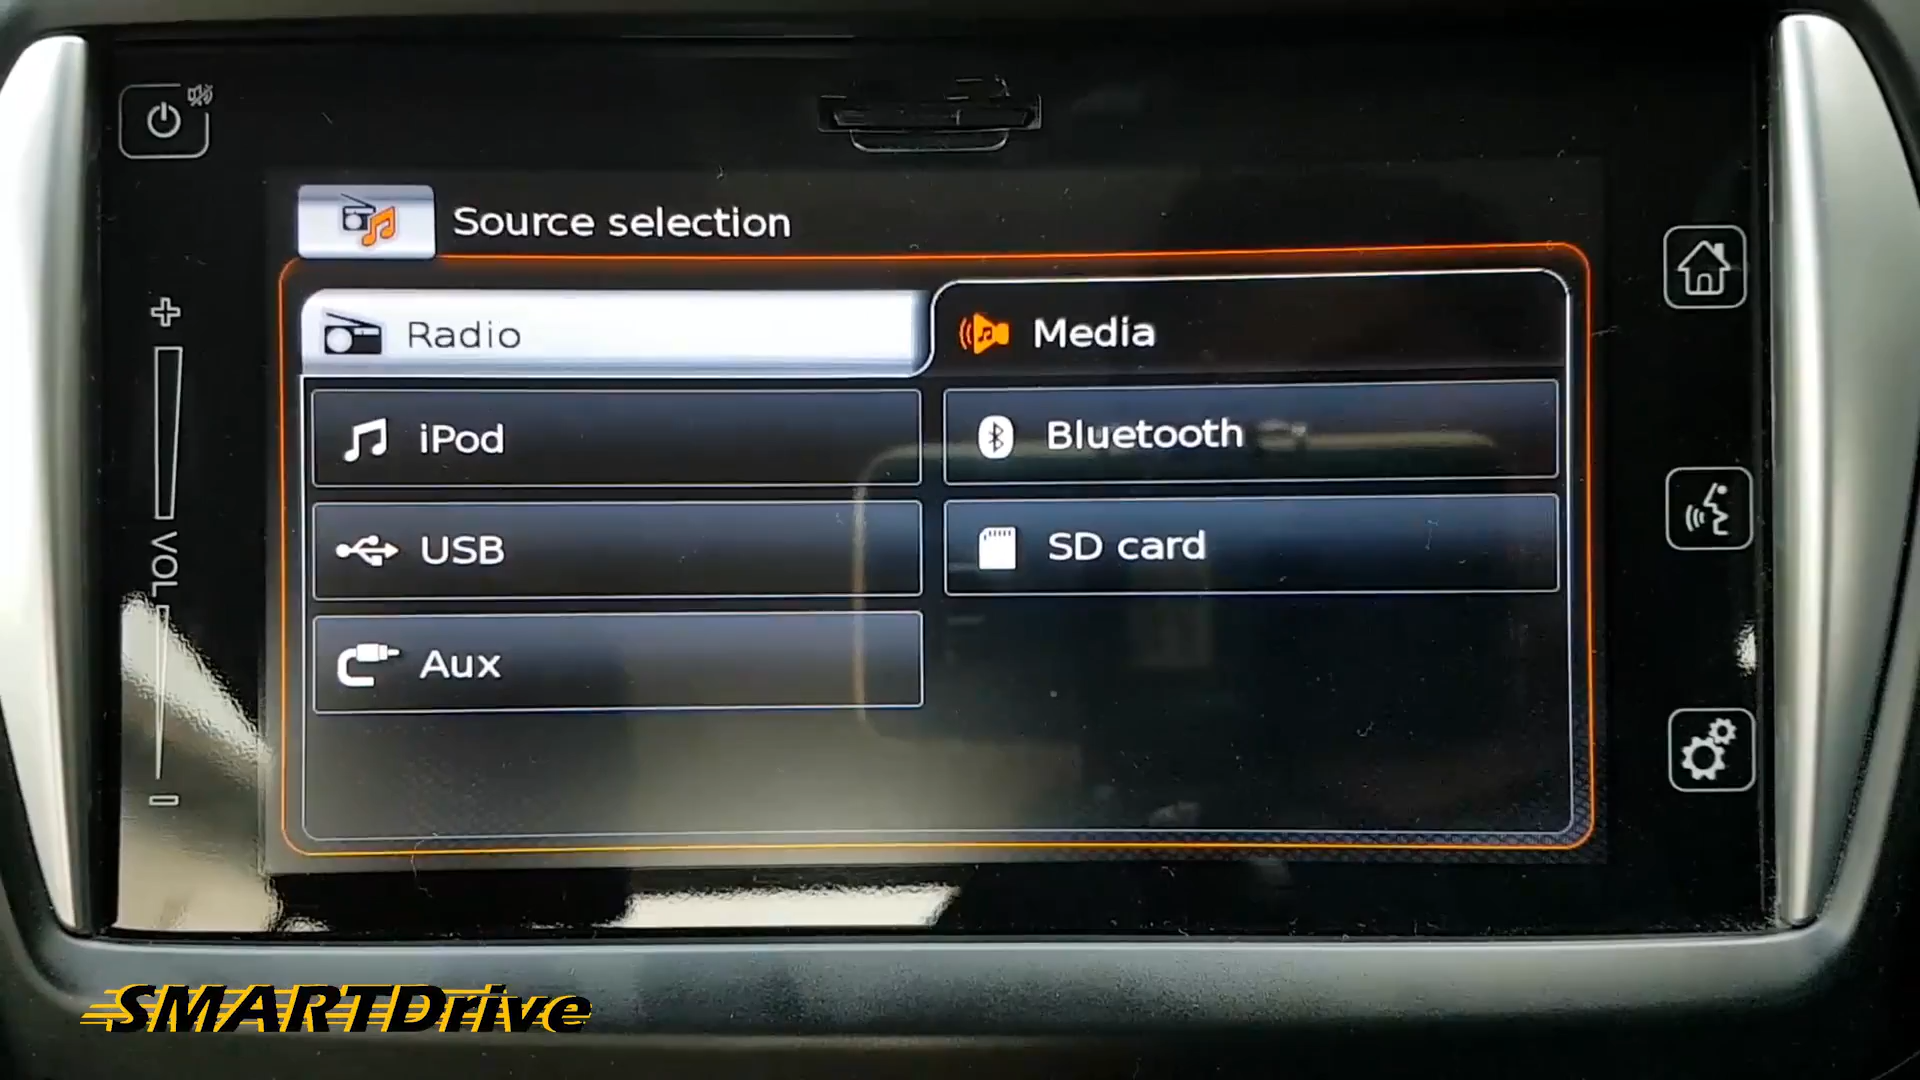 Source selection
Radio
Media
iPod
Bluetooth
USB
SD card
Aux
VOL
SMARTDrive